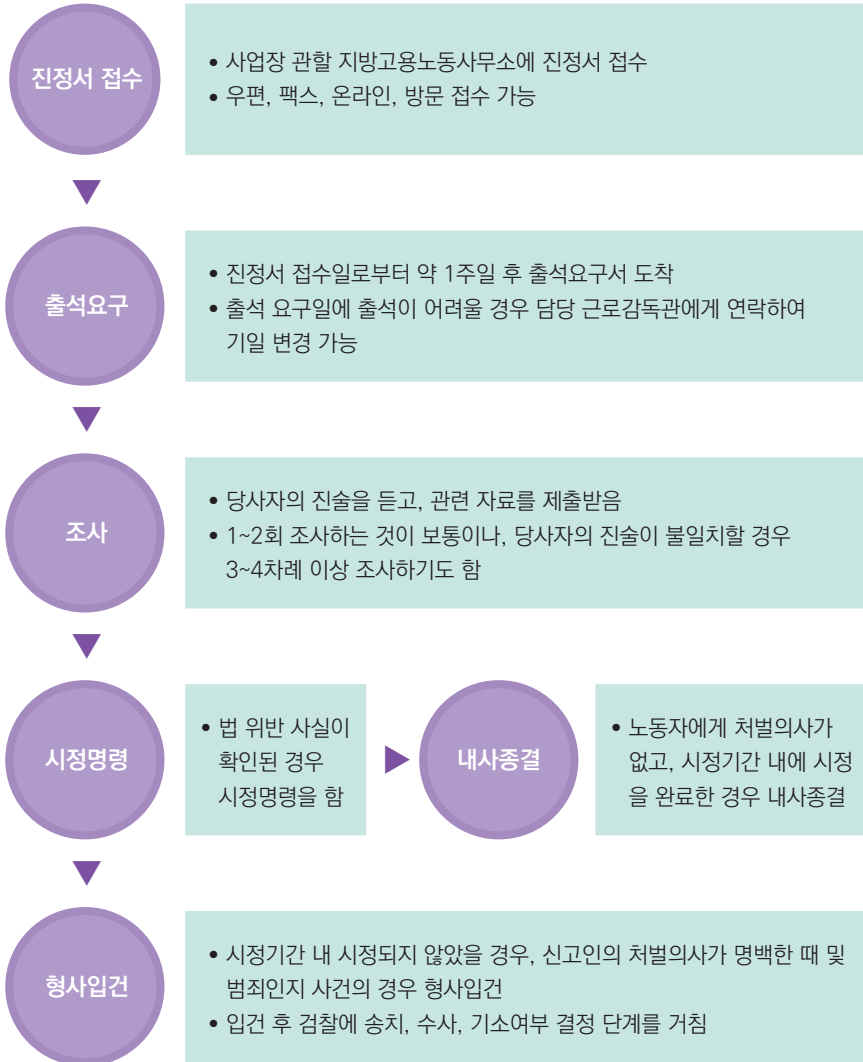 진정서 접수
• 사업장 관할 지방고용노동사무소에 진정서 접수
• 우편, 팩스, 온라인, 방문 접수 가능
출석요구
• 진정서 접수일로부터 약 1주일 후 출석요구서 도착
• 출석 요구일에 출석이 어려울 경우 담당 근로감독관에게 연락하여
기일 변경 가능
조사
• 당사자의 진술을 듣고, 관련 자료를 제출받음
• 1~2회 조사하는 것이 보통이나, 당사자의 진술이 불일치할 경우
3~4차례 이상 조사하기도 함
시정명령
• 법 위반 사실이
확인된 경우
시정명령을 함
내사종결
• 노동자에게 처벌의사가
없고, 시정기간 내에 시정
을 완료한 경우 내사종결
형사입건
• 시정기간 내 시정되지 않았을 경우, 신고인의 처벌의사가 명백한 때 및
범죄인지 사건의 경우 형사입건
• 입건 후 검찰에 송치, 수사, 기소여부 결정 단계를 거침